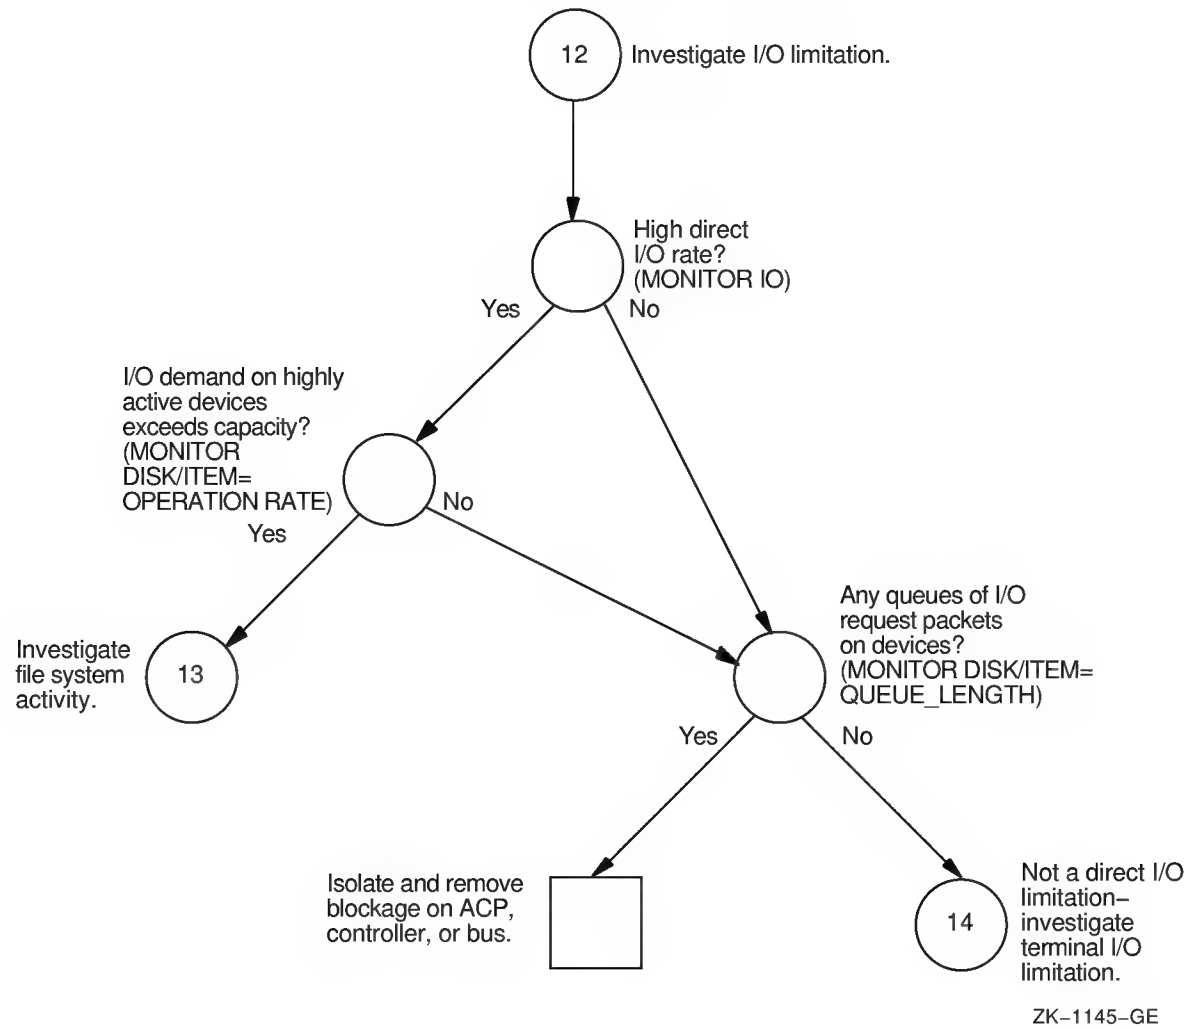 12
Investigate I/O limitation.
High direct
I/O rate?
(MONITOR IO)
Yes
No
I/O demand on highly
active devices
exceeds capacity?
(MONITOR
DISK/ITEM=
OPERATION RATE)
Yes
No
Investigate
file system
activity.
13
Any queues of I/O
request packets
on devices?
(MONITOR DISK/ITEM=
QUEUE_LENGTH)
Yes
No
Isolate and remove
blockage on ACP,
controller, or bus.
14
Not a direct I/O
limitation–
investigate
terminal I/O
limitation.
ZK–1145–GE